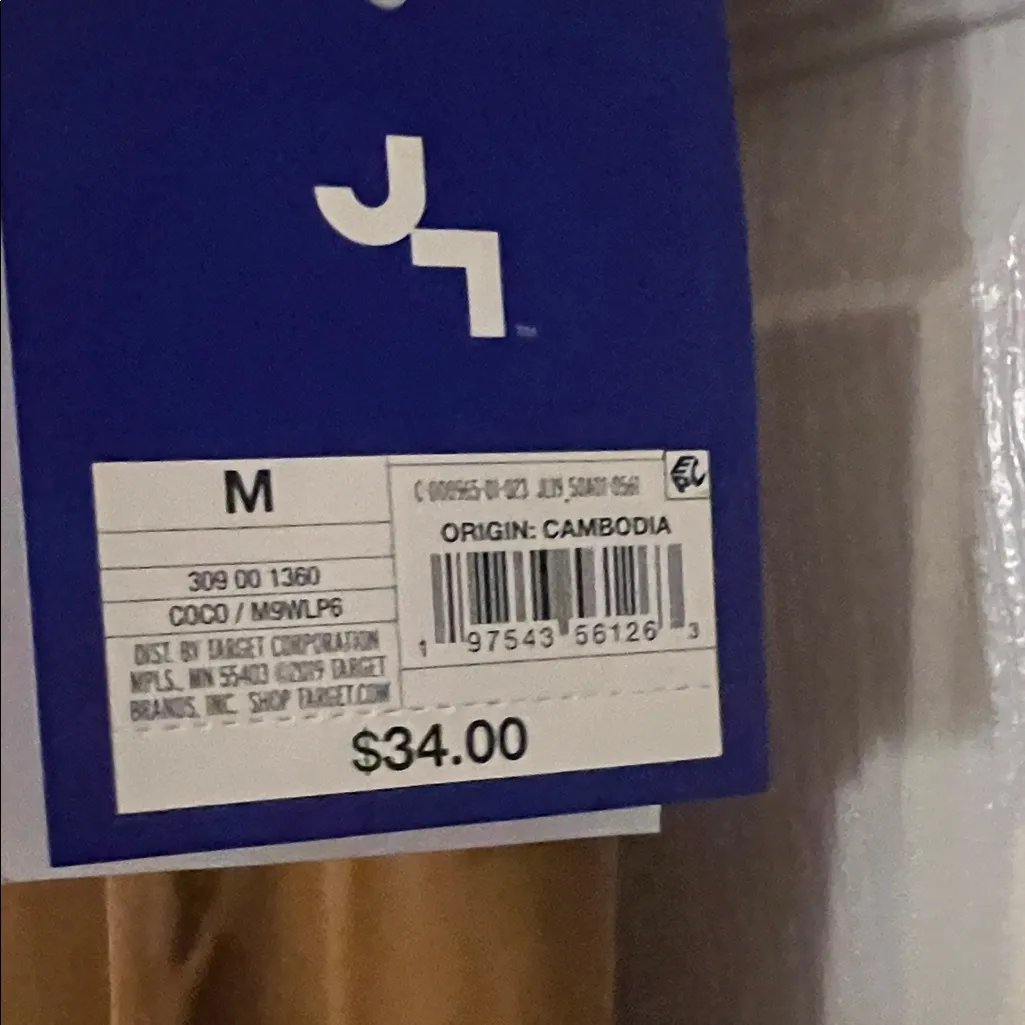 M
309 00 1360
COCO / M9WLP6
DIST. BY TARGET CORPORATION
MPLS., MN 55403 ©2019 TARGET
BRANDS, INC. SHOP TARGET.COM
ORIGIN: CAMBODIA
1 97543 56126 3
$34.00